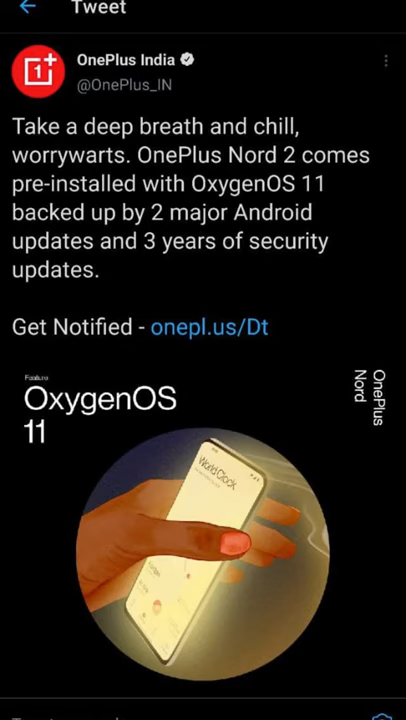 Tweet
OnePlus India
@OnePlus_IN
Take a deep breath and chill,
worrywarts. OnePlus Nord 2 comes
pre-installed with OxygenOS 11
backed up by 2 major Android
updates and 3 years of security
updates.
Get Notified - onepl.us/Dt
Feature
OxygenOS
11
OnePlus
Nord
World Clock